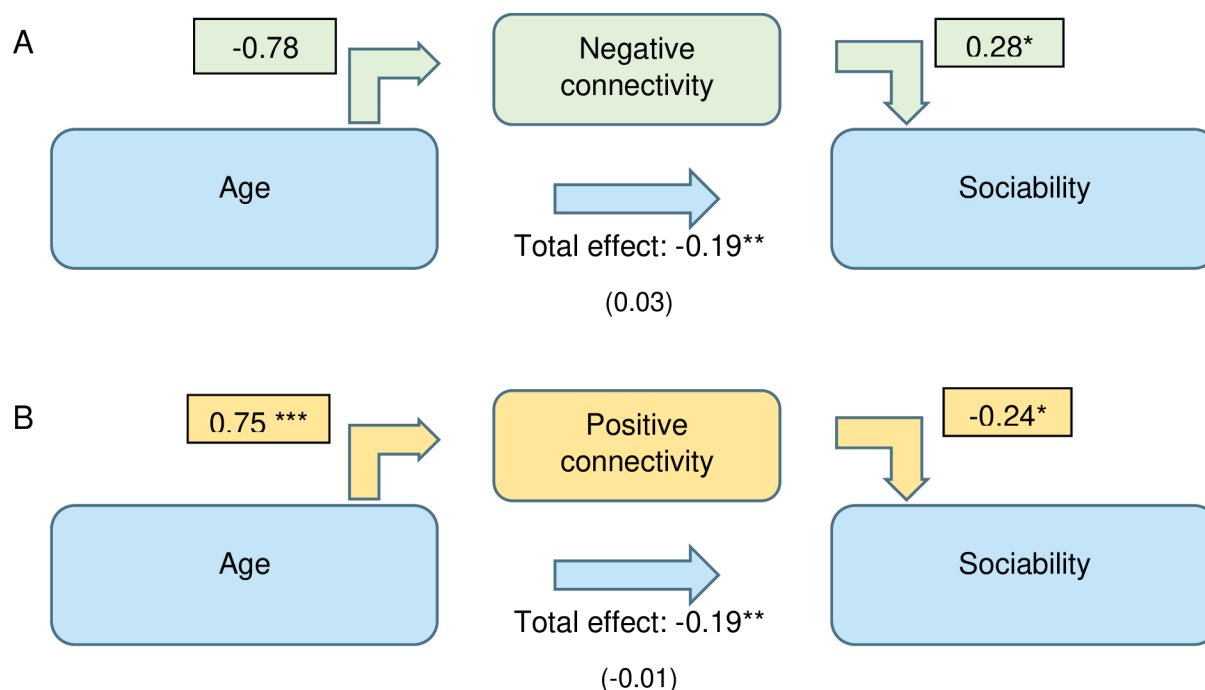 A
-0.78
Negative
connectivity
0.28*
Age
Sociability
Total effect: -0.19**
(0.03)
B
0.75 ***
Positive
connectivity
-0.24*
Age
Sociability
Total effect: -0.19**
(-0.01)